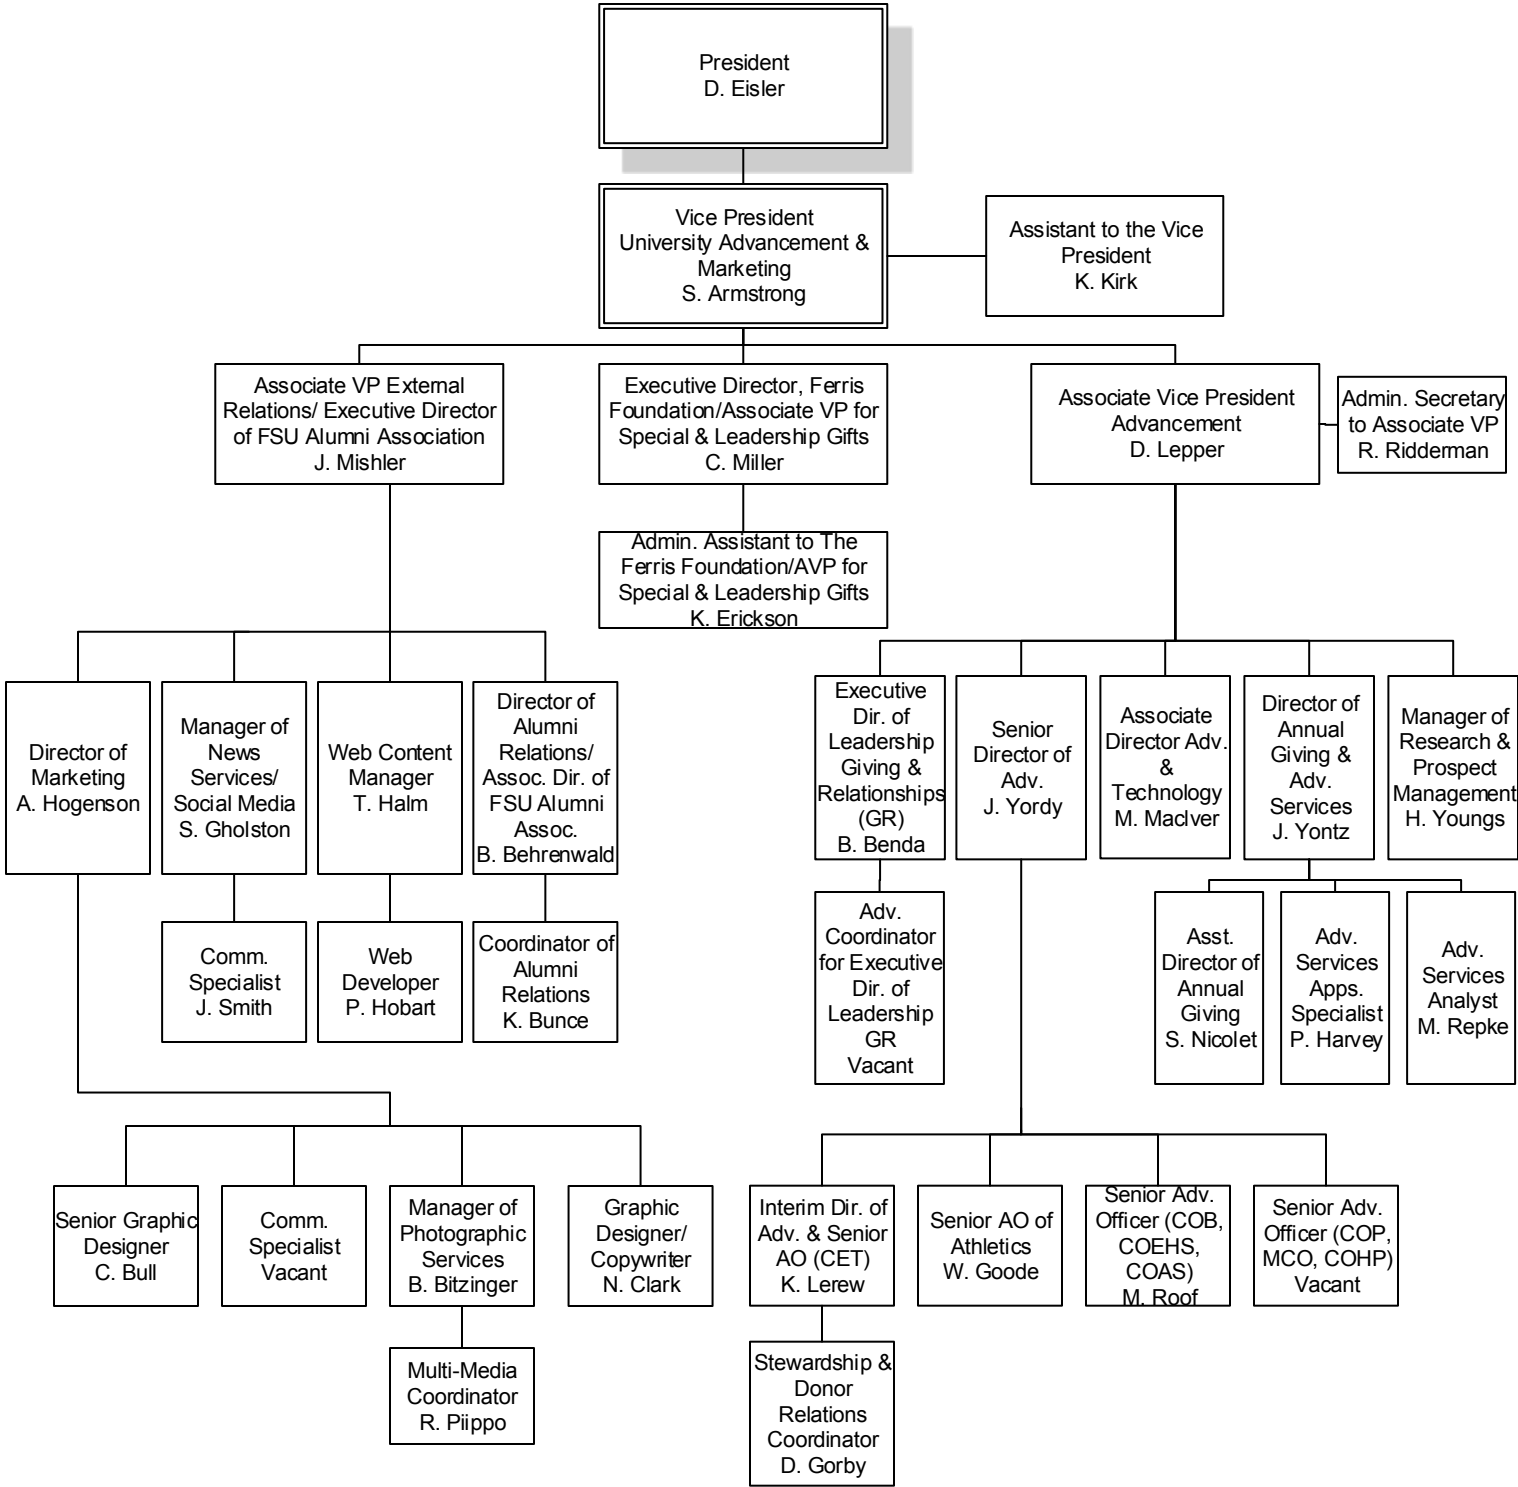 President
D. Eisler
Vice President
University Advancement &
Marketing
S. Armstrong
Assistant to the Vice
President
K. Kirk
Associate VP External
Relations/ Executive Director
of FSU Alumni Association
J. Mishler
Executive Director, Ferris
Foundation/Associate VP for
Special & Leadership Gifts
C. Miller
Associate Vice President
Advancement
D. Lepper
Admin. Secretary
to Associate VP
R. Ridderman
Admin. Assistant to The
Ferris Foundation/AVP for
Special & Leadership Gifts
K. Erickson
Director of
Marketing
A. Hogenson
Manager of
News
Services/
Social Media
S. Gholston
Web Content
Manager
T. Halm
Director of
Alumni
Relations/
Assoc. Dir. of
FSU Alumni
Assoc.
B. Behrenwald
Executive
Dir. of
Leadership
Giving &
Relationships
(GR)
B. Benda
Senior
Director of
Adv.
J. Yordy
Associate
Director Adv.
&
Technology
M. MacIver
Director of
Annual
Giving &
Adv.
Services
J. Yontz
Manager of
Research &
Prospect
Management
H. Youngs
Comm.
Specialist
J. Smith
Web
Developer
P. Hobart
Coordinator of
Alumni
Relations
K. Bunce
Adv.
Coordinator
for Executive
Dir. of
Leadership
GR
Vacant
Asst.
Director of
Annual
Giving
S. Nicolet
Adv.
Services
Apps.
Specialist
P. Harvey
Adv.
Services
Analyst
M. Repke
Senior Graphic
Designer
C. Bull
Comm.
Specialist
Vacant
Manager of
Photographic
Services
B. Bitzinger
Graphic
Designer/
Copywriter
N. Clark
Interim Dir. of
Adv. & Senior
AO (CET)
K. Lerew
Senior AO of
Athletics
W. Goode
Senior Adv.
Officer (COB,
COEHS,
COAS)
M. Roof
Senior Adv.
Officer (COP,
MCO, COHP)
Vacant
Multi-Media
Coordinator
R. Piippo
Stewardship &
Donor
Relations
Coordinator
D. Gorby